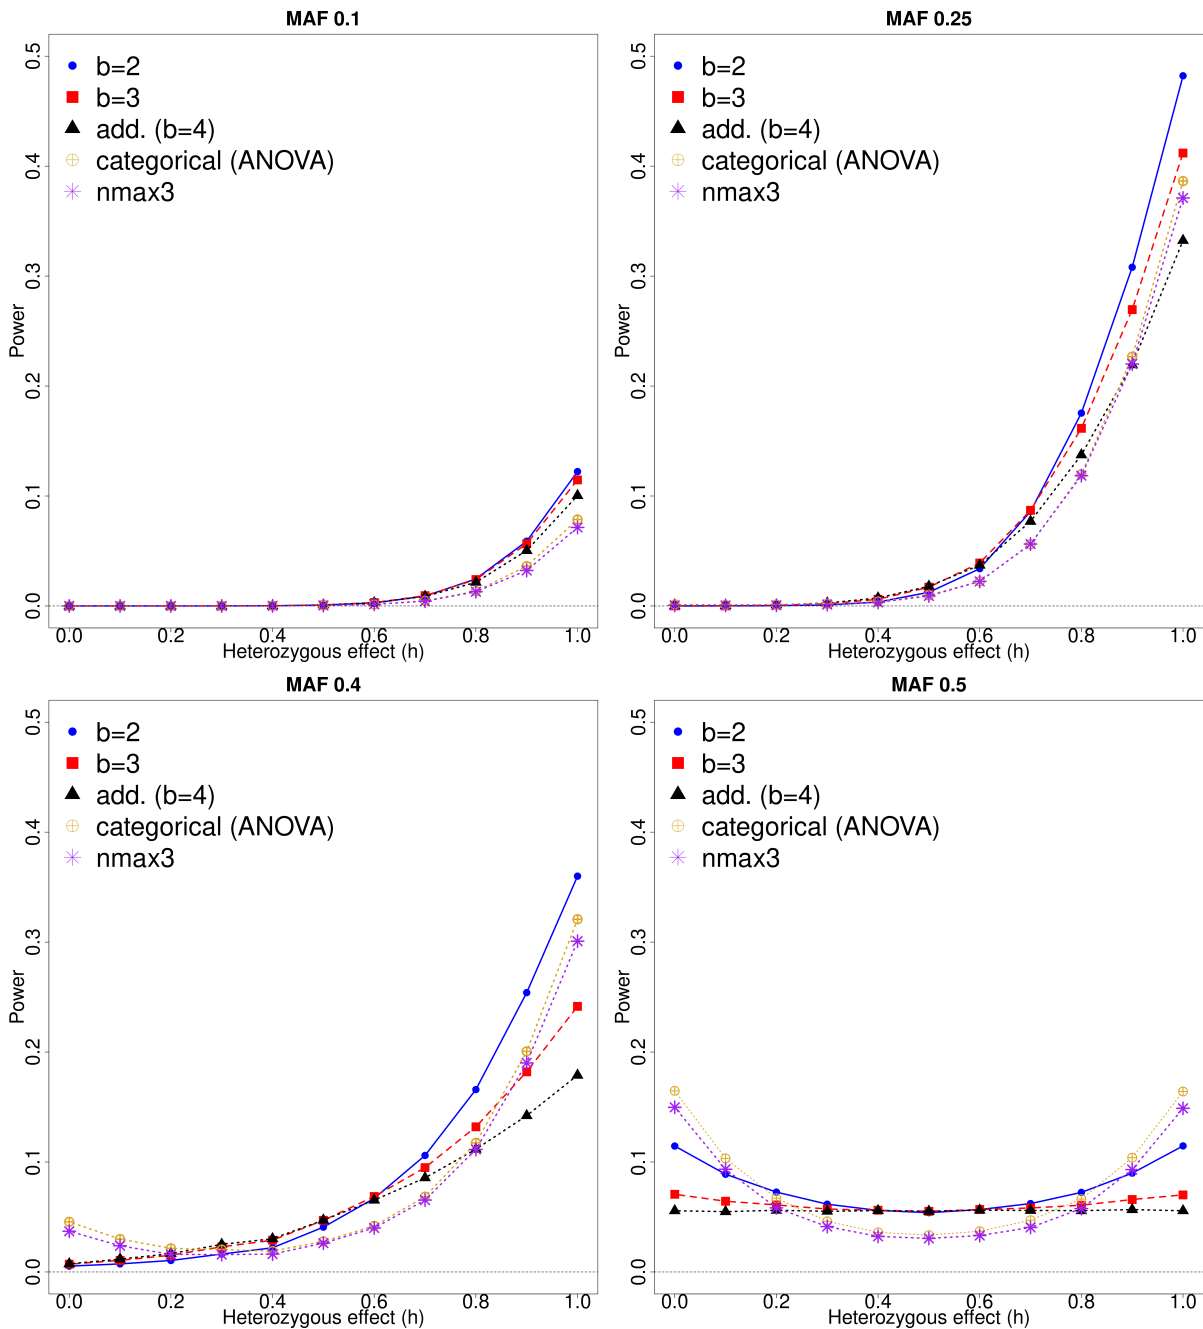 MAF 0.1
b=2
b=3
add. (b=4)
categorical (ANOVA)
nmax3
Power
0.5
0.4
0.3
0.2
0.1
0.0
0.0 0.2 0.4 0.6 0.8 1.0
Heterozygous effect (h)
MAF 0.25
b=2
b=3
add. (b=4)
categorical (ANOVA)
nmax3
Power
0.5
0.4
0.3
0.2
0.1
0.0
0.0 0.2 0.4 0.6 0.8 1.0
Heterozygous effect (h)
MAF 0.4
b=2
b=3
add. (b=4)
categorical (ANOVA)
nmax3
Power
0.5
0.4
0.3
0.2
0.1
0.0
0.0 0.2 0.4 0.6 0.8 1.0
Heterozygous effect (h)
MAF 0.5
b=2
b=3
add. (b=4)
categorical (ANOVA)
nmax3
Power
0.5
0.4
0.3
0.2
0.1
0.0
0.0 0.2 0.4 0.6 0.8 1.0
Heterozygous effect (h)